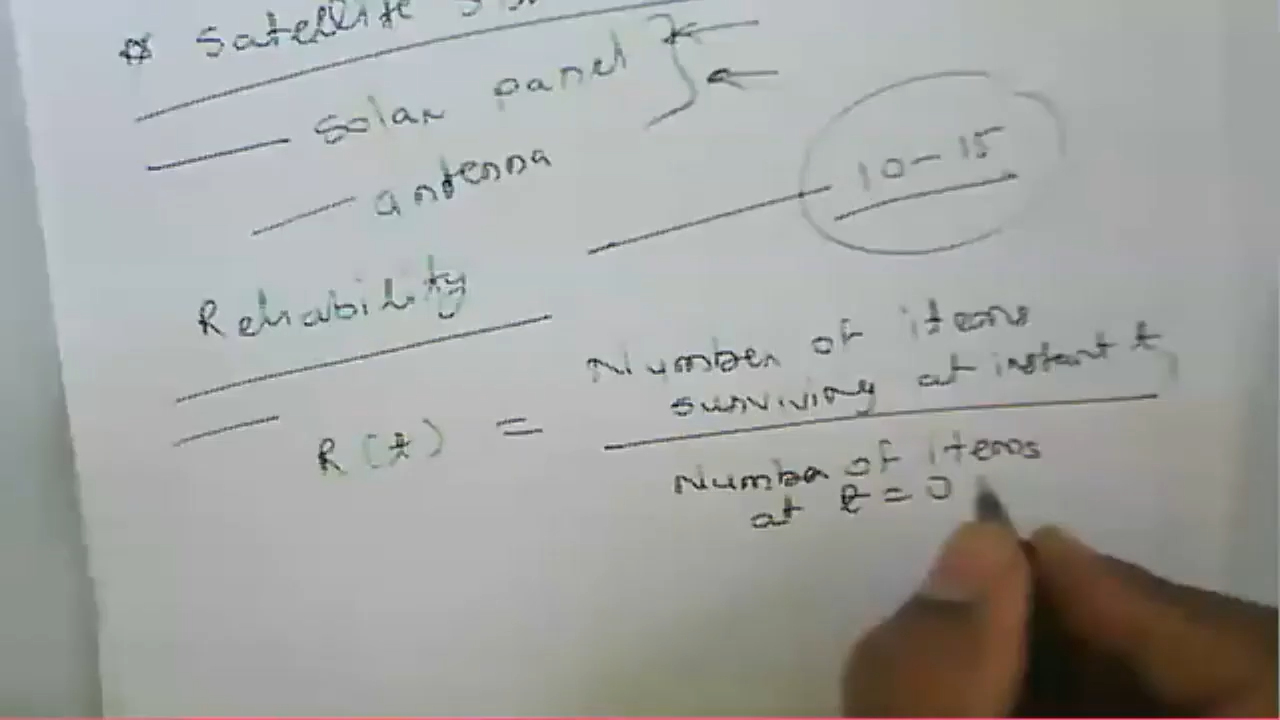 Satellite
solar panel
antenna
10-15
Reliability
R(t) =
Number of items
surviving at instant t
Number of items
at t = 0